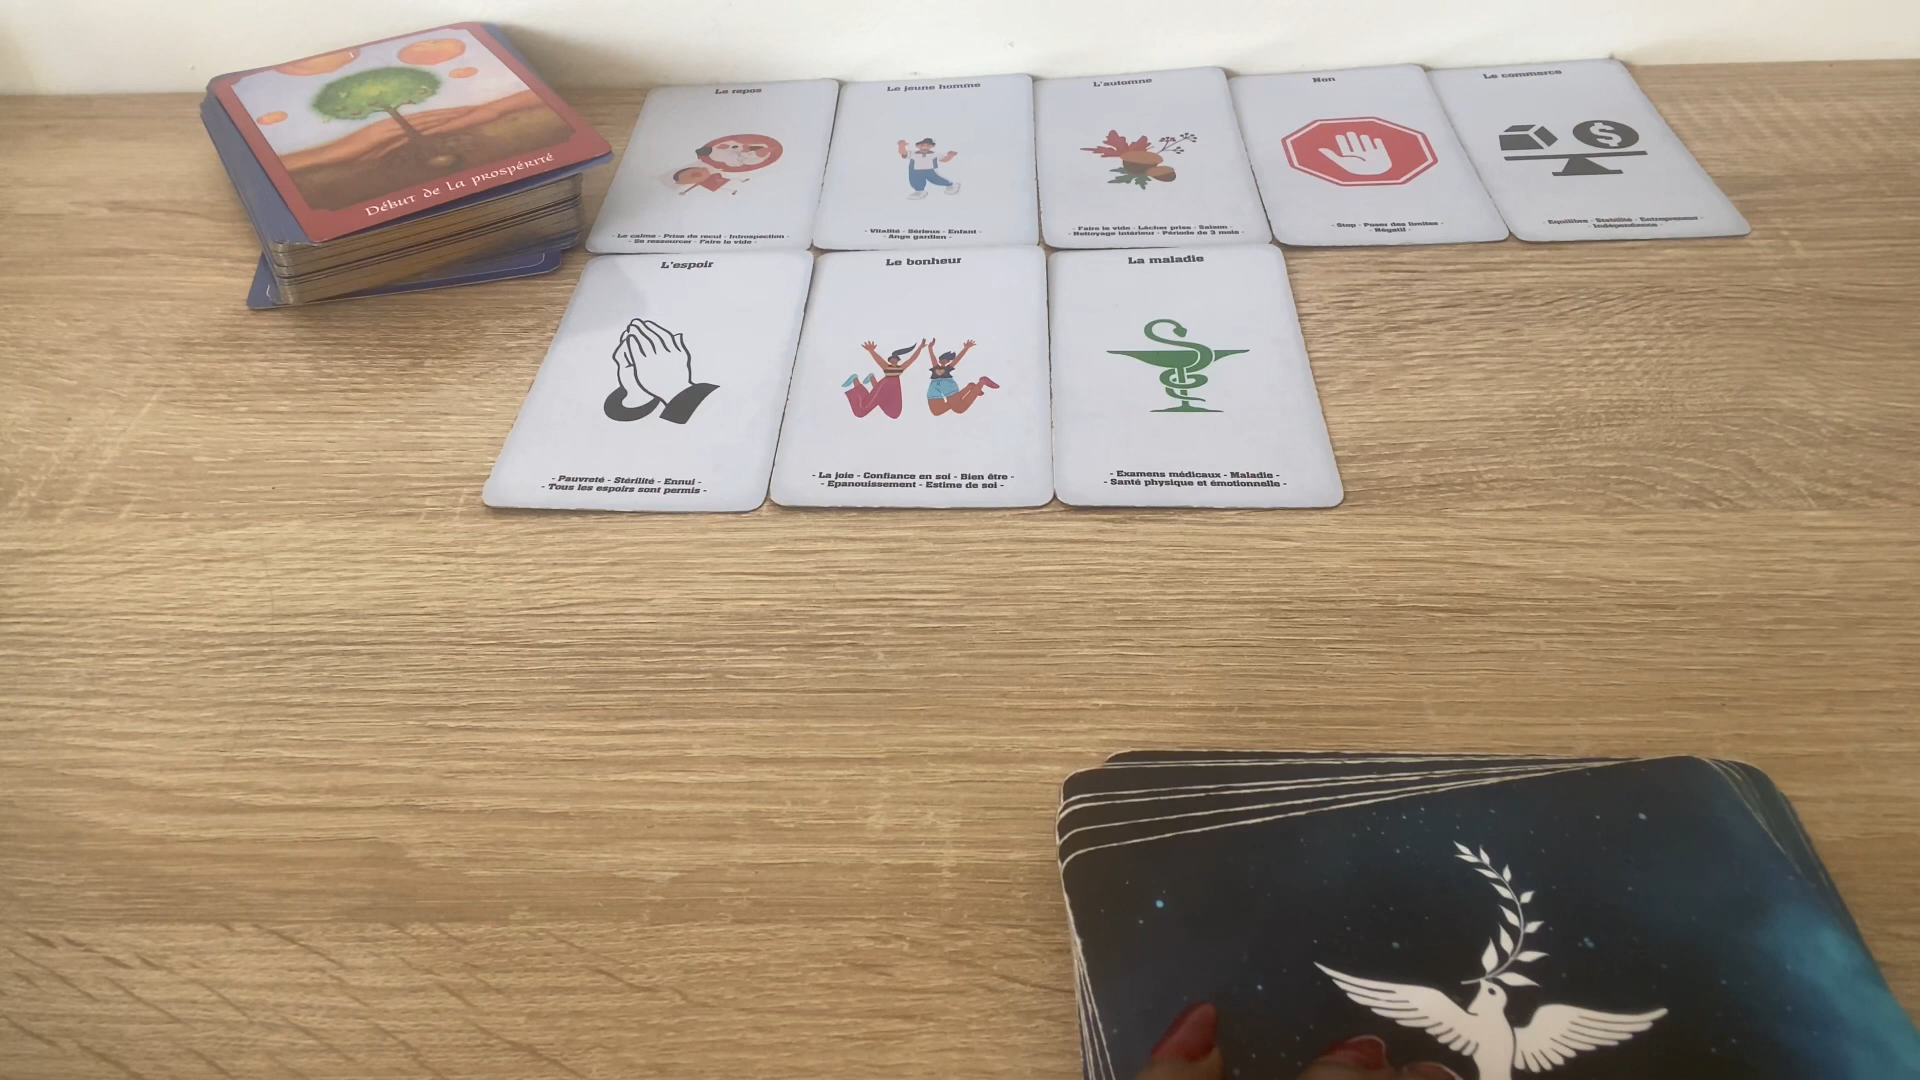 I
Début de la prospérité
Le repos
- Le calme - Prise de recul - Introspection -
- Se ressourcer - Faire le vide -
Le jeune homme
- Vitalité - Sérieux - Enfant -
- Ange gardien -
L'automne
- Faire le vide - Lâcher prise - Saison -
- Nettoyage intérieur - Période de 3 mois -
Non
- Stop - Poser des limites -
- Négatif -
Le commerce
$
- Equilibre - Stabilité - Entrepreneur -
- Indépendance -
L'espoir
- Pauvreté - Stérilité - Ennui -
- Tous les espoirs sont permis -
Le bonheur
- La joie - Confiance en soi - Bien être -
- Epanouissement - Estime de soi -
La maladie
- Examens médicaux - Maladie -
- Santé physique et émotionnelle -